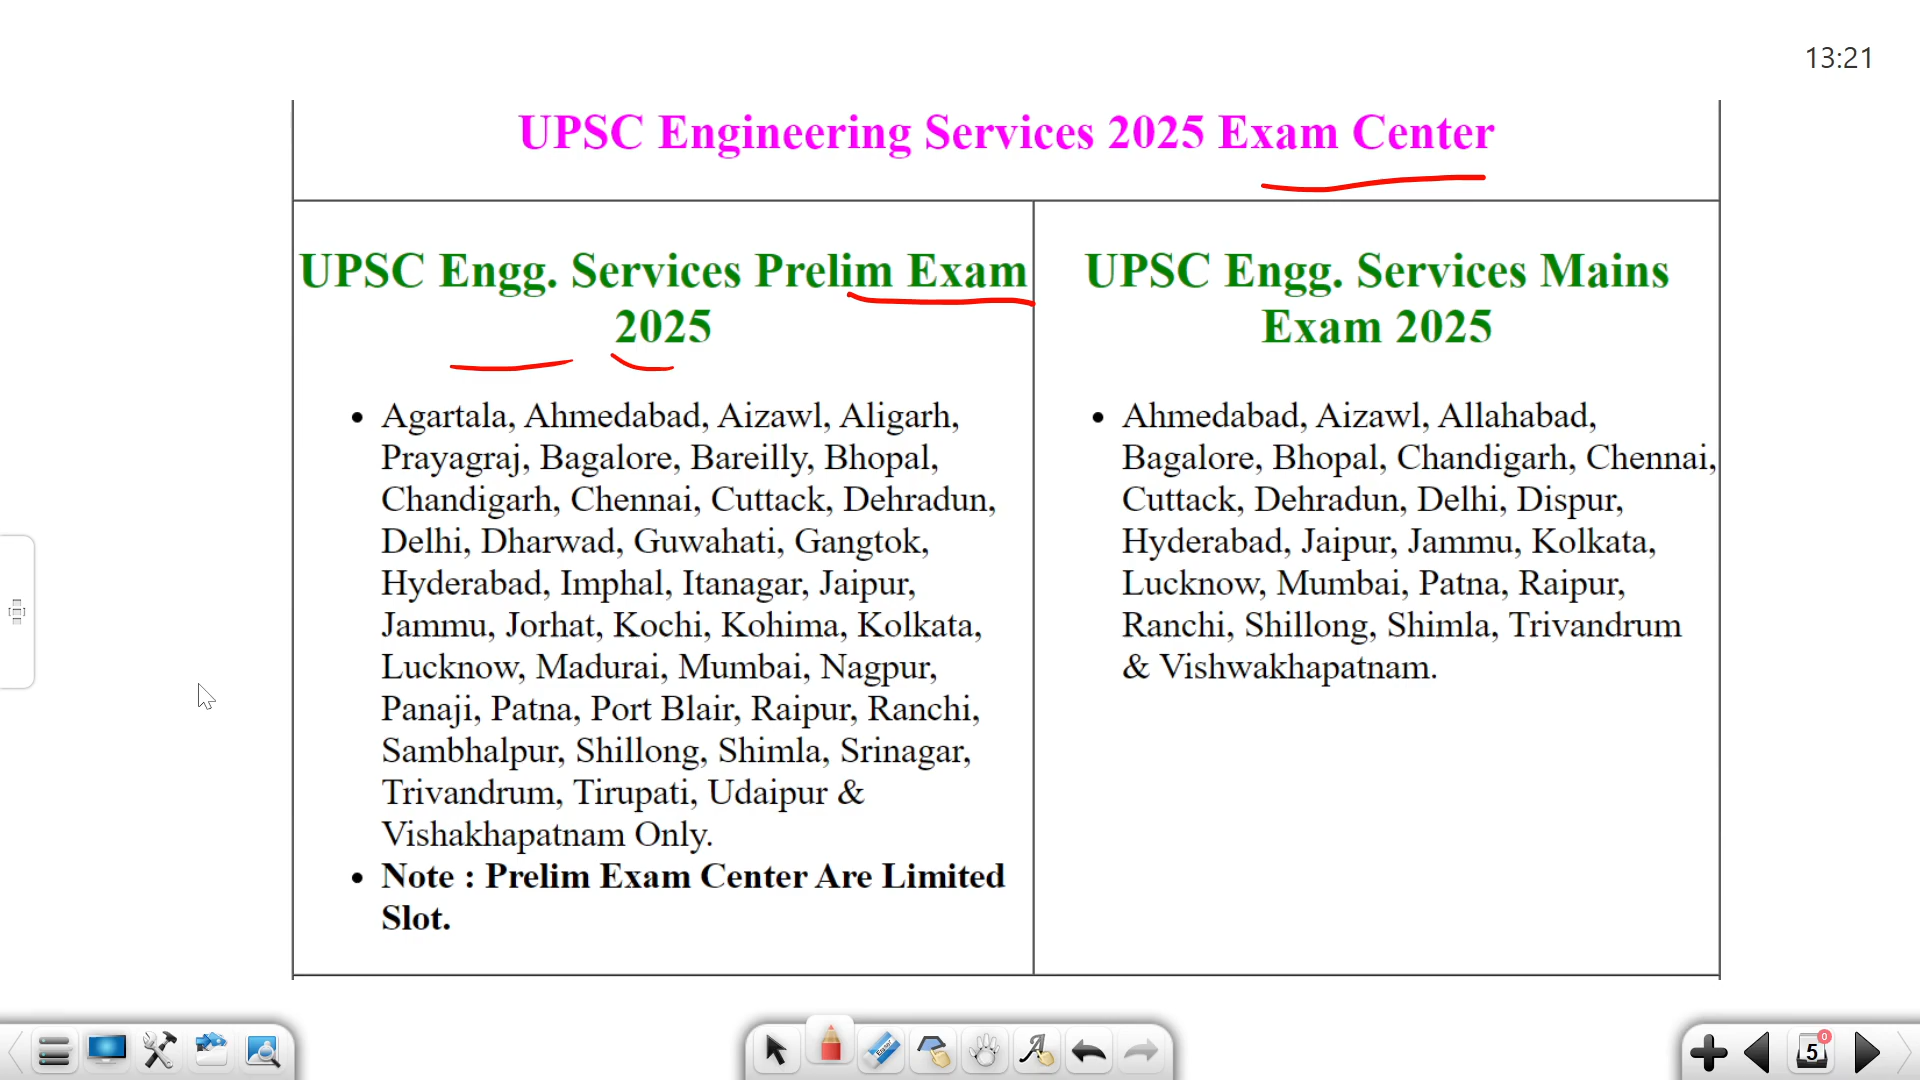 13:21
UPSC Engineering Services 2025 Exam Center
UPSC Engg. Services Prelim Exam
2025
Agartala, Ahmedabad, Aizawl, Aligarh,
Prayagraj, Bagalore, Bareilly, Bhopal,
Chandigarh, Chennai, Cuttack, Dehradun,
Delhi, Dharwad, Guwahati, Gangtok,
Hyderabad, Imphal, Itanagar, Jaipur,
Jammu, Jorhat, Kochi, Kohima, Kolkata,
Lucknow, Madurai, Mumbai, Nagpur,
Panaji, Patna, Port Blair, Raipur, Ranchi,
Sambhalpur, Shillong, Shimla, Srinagar,
Trivandrum, Tirupati, Udaipur &
Vishakhapatnam Only.
Note : Prelim Exam Center Are Limited
Slot.
UPSC Engg. Services Mains
Exam 2025
Ahmedabad, Aizawl, Allahabad,
Bagalore, Bhopal, Chandigarh, Chennai,
Cuttack, Dehradun, Delhi, Dispur,
Hyderabad, Jaipur, Jammu, Kolkata,
Lucknow, Mumbai, Patna, Raipur,
Ranchi, Shillong, Shimla, Trivandrum
& Vishwakhapatnam.
Eraser
A
5
0